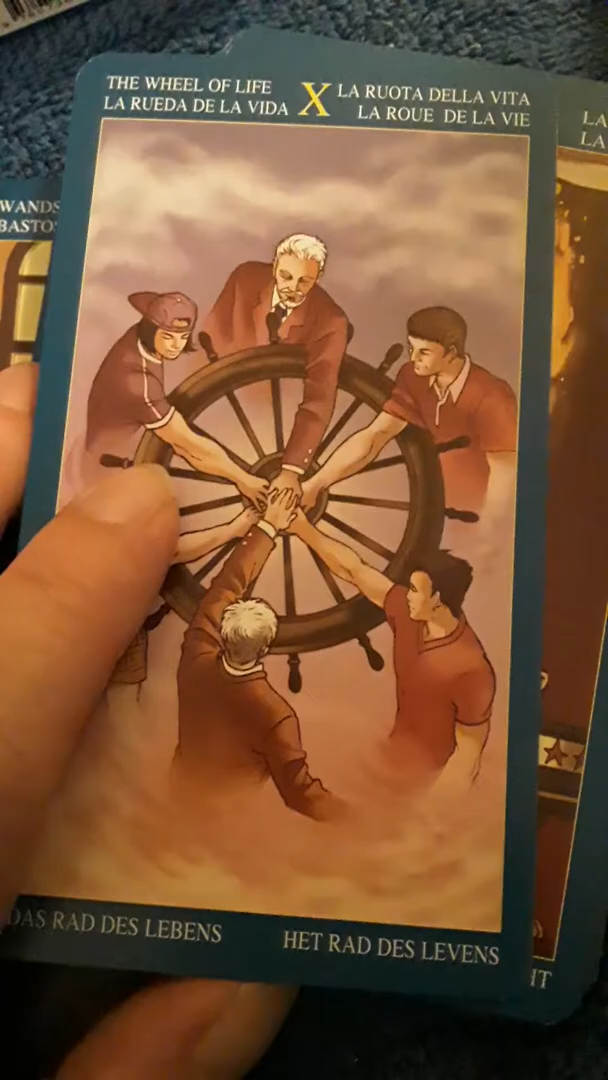 THE WHEEL OF LIFE
LA RUEDA DE LA VIDA
X
LA RUOTA DELLA VITA
LA ROUE DE LA VIE
WANDS
BASTO
LA
LA
DAS RAD DES LEBENS
HET RAD DES LEVENS
HT